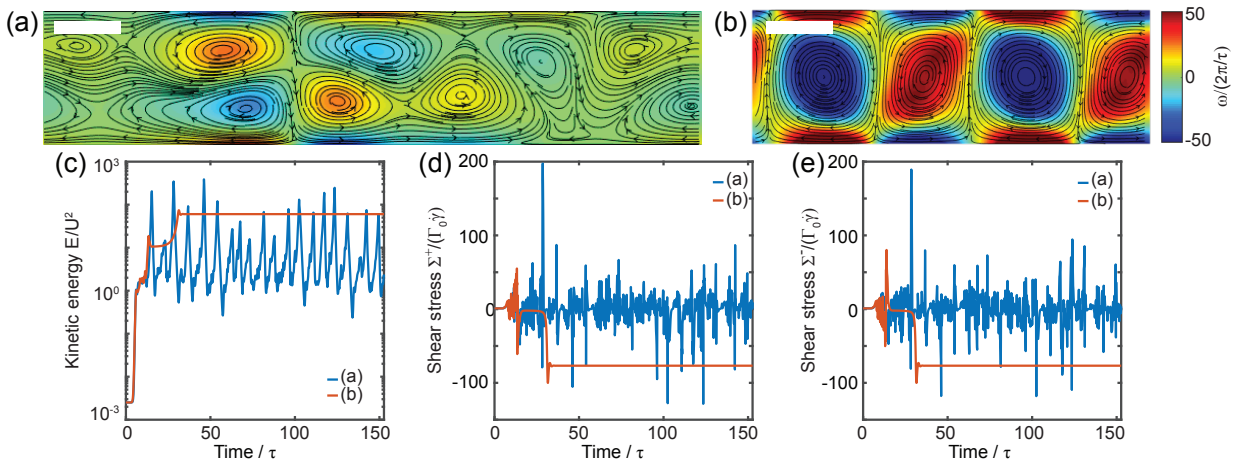 (a)
(b)
50
0
-50
ω/(2π/τ)
(c)
10³
10⁰
10⁻³
Kinetic energy E/U²
(a)
(b)
0
50
100
150
Time / τ
(d)
200
100
0
-100
Shear stress Σ⁺/(Γ₀γ̇)
(a)
(b)
0
50
100
150
Time / τ
(e)
200
100
0
-100
Shear stress Σ⁻/(Γ₀γ̇)
(a)
(b)
0
50
100
150
Time / τ